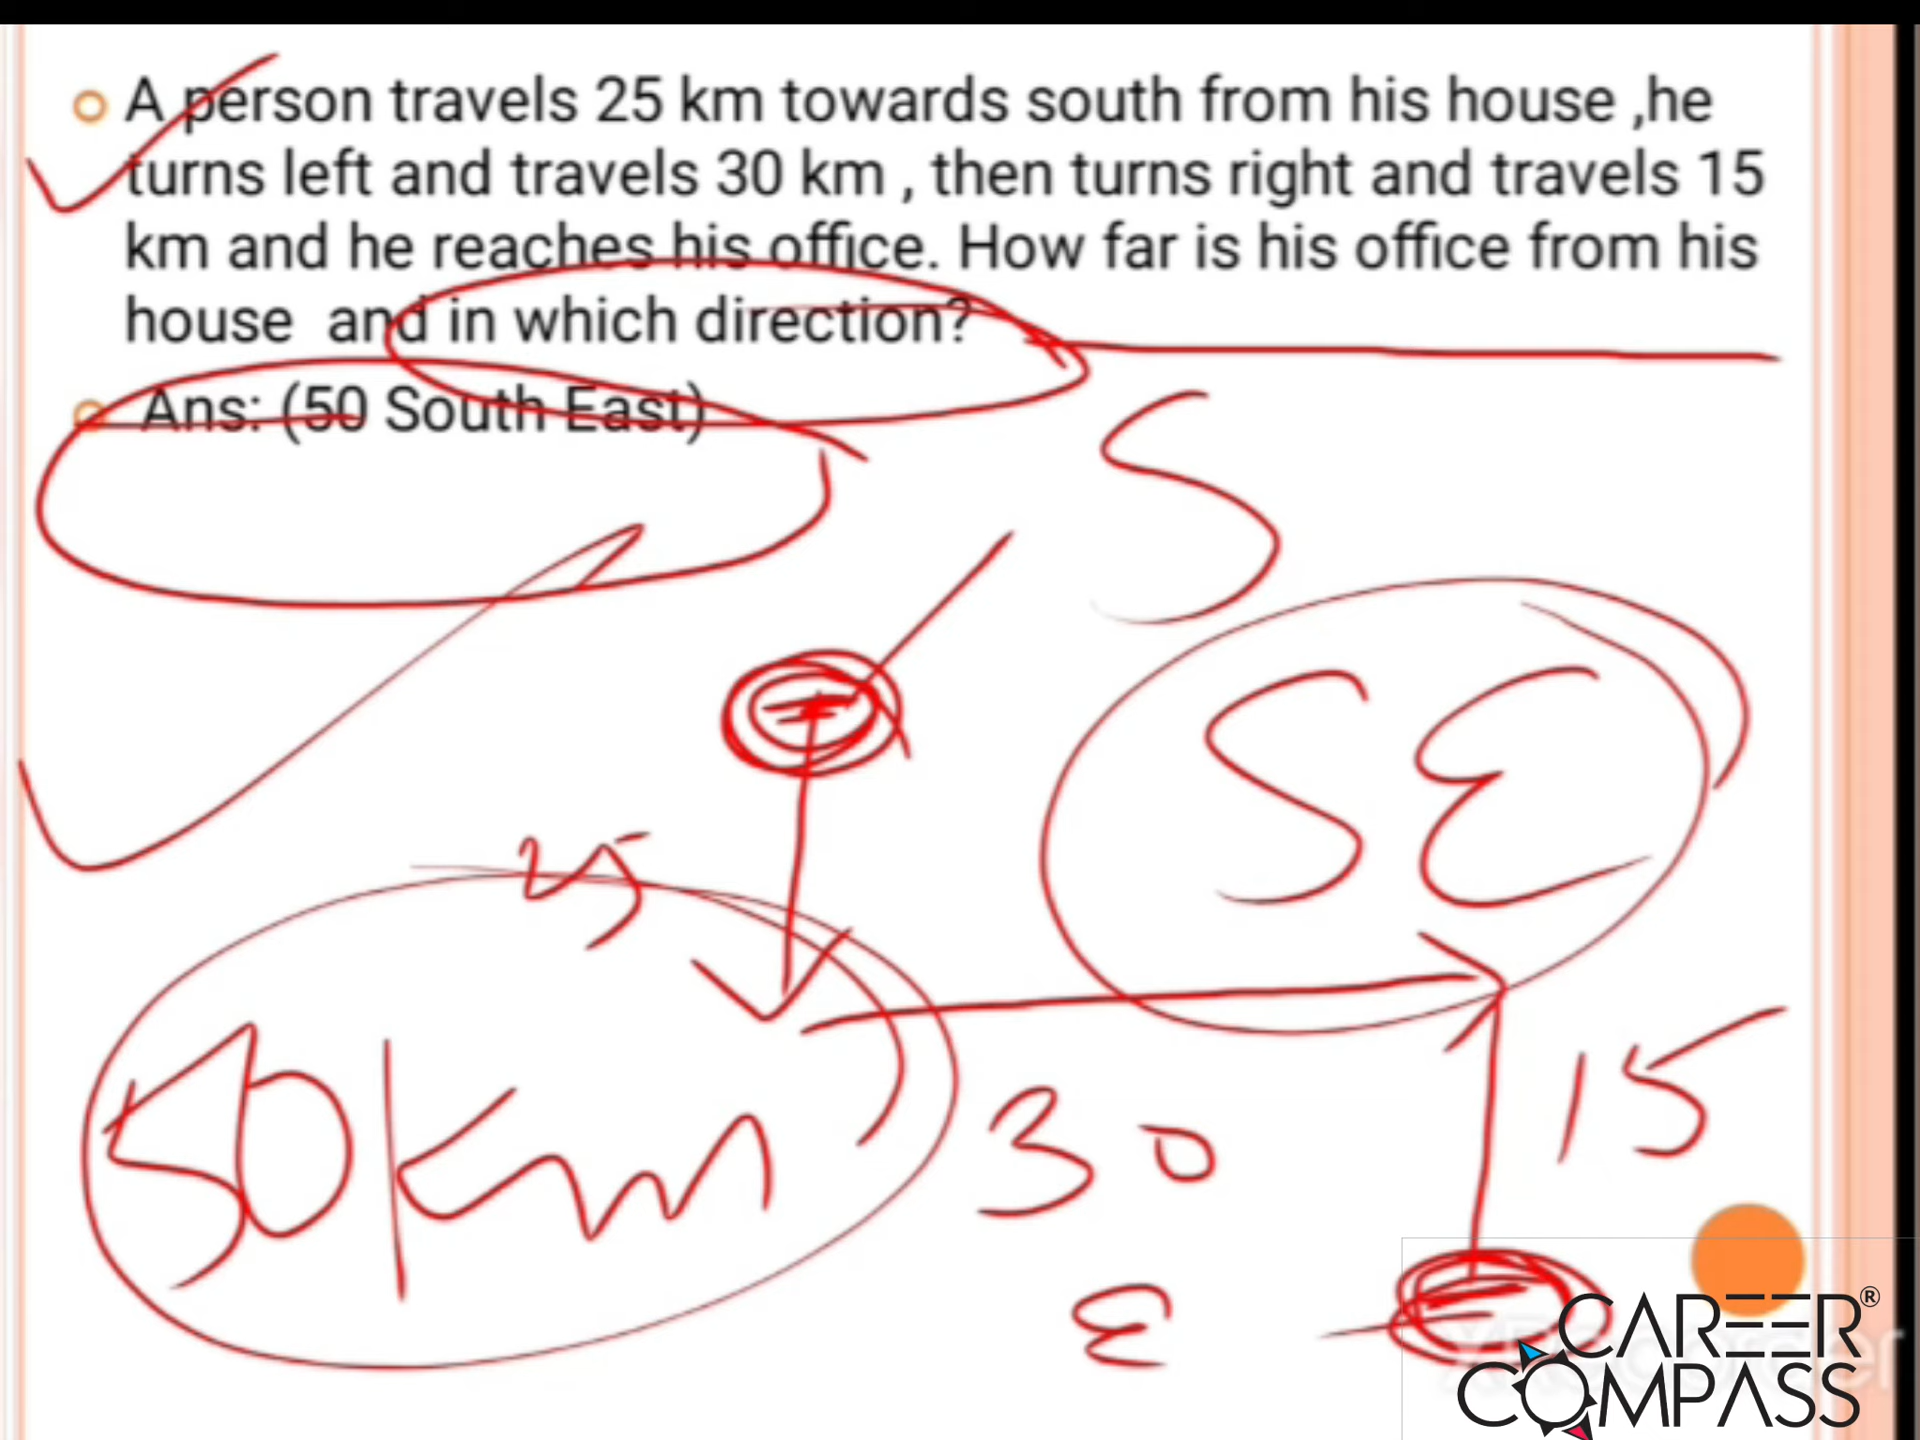 A person travels 25 km towards south from his house ,he
turns left and travels 30 km , then turns right and travels 15
km and he reaches his office. How far is his office from his
house and in which direction?
Ans: (50 South East)
S
SE
25
50km
30
15
E
CAREER®
COMPASS